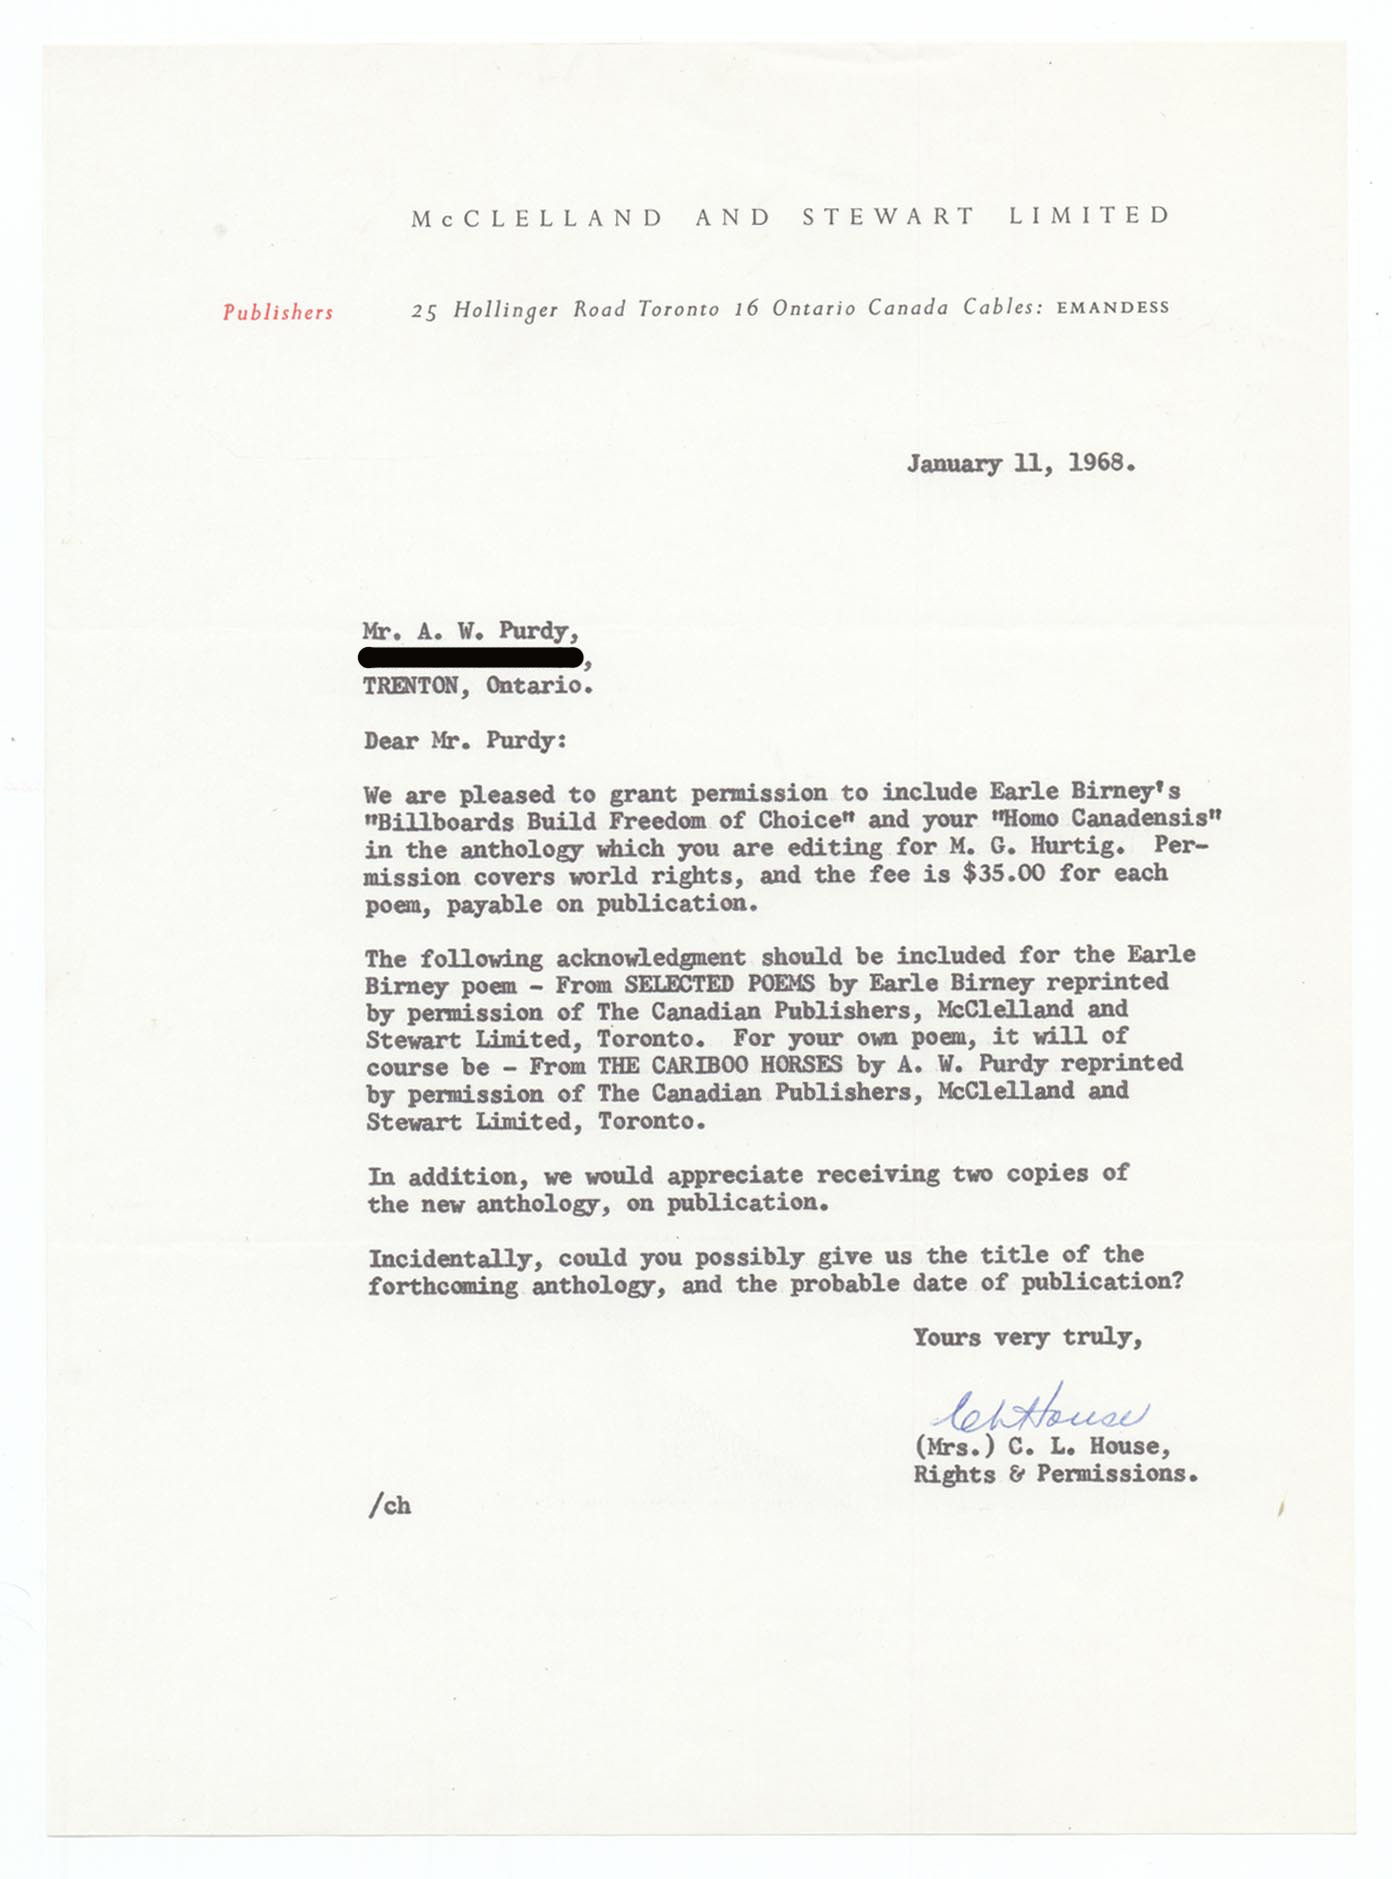 McCLELLAND AND STEWART LIMITED
Publishers 25 Hollinger Road Toronto 16 Ontario Canada Cables: EMANDESS
January 11, 1968.
Mr. A. W. Purdy,
,
TRENTON, Ontario.
Dear Mr. Purdy:
We are pleased to grant permission to include Earle Birney's
"Billboards Build Freedom of Choice" and your "Homo Canadensis"
in the anthology which you are editing for M. G. Hurtig. Per-
mission covers world rights, and the fee is $35.00 for each
poem, payable on publication.
The following acknowledgment should be included for the Earle
Birney poem - From SELECTED POEMS by Earle Birney reprinted
by permission of The Canadian Publishers, McClelland and
Stewart Limited, Toronto. For your own poem, it will of
course be - From THE CARIBOO HORSES by A. W. Purdy reprinted
by permission of The Canadian Publishers, McClelland and
Stewart Limited, Toronto.
In addition, we would appreciate receiving two copies of
the new anthology, on publication.
Incidentally, could you possibly give us the title of the
forthcoming anthology, and the probable date of publication?
Yours very truly,
CLHouse
(Mrs.) C. L. House,
Rights & Permissions.
/ch